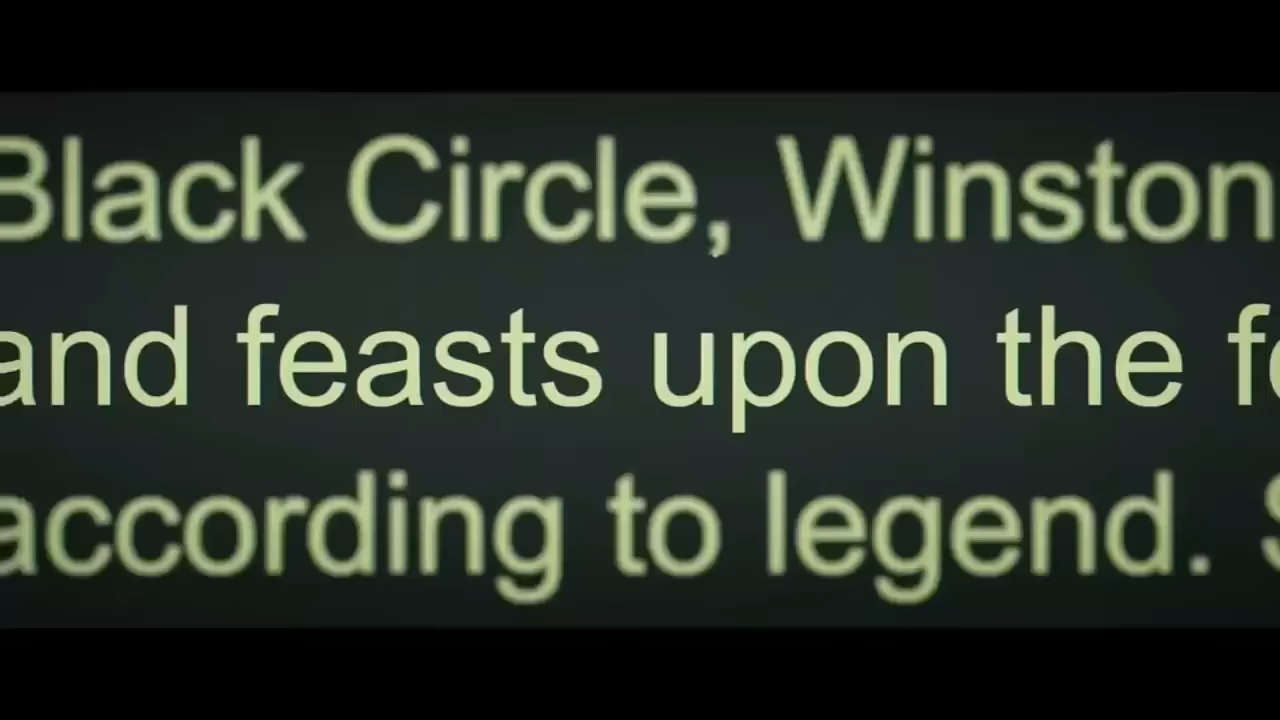 Black Circle, Winston
and feasts upon the
according to legend.